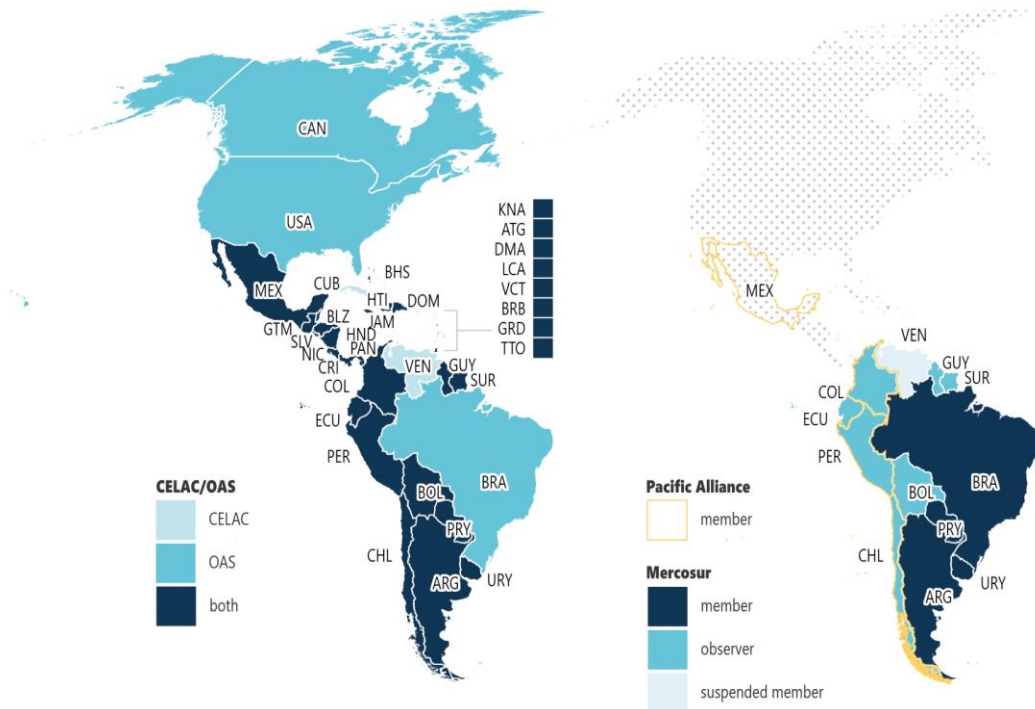 CAN
USA
KNA
ATG
DMA
LCA
VCT
BRB
GRD
TTO
MEX
CUB
BHS
HTI
DOM
BLZ
JAM
GTM
SLV
HND
NIC
PAN
CRI
VEN
GUY
SUR
COL
ECU
PER
BRA
BOL
PRY
CHL
ARG
URY
CELAC/OAS
CELAC
OAS
both
MEX
VEN
GUY
SUR
COL
ECU
PER
BRA
BOL
PRY
CHL
URY
ARG
Pacific Alliance
member
Mercosur
member
observer
suspended member